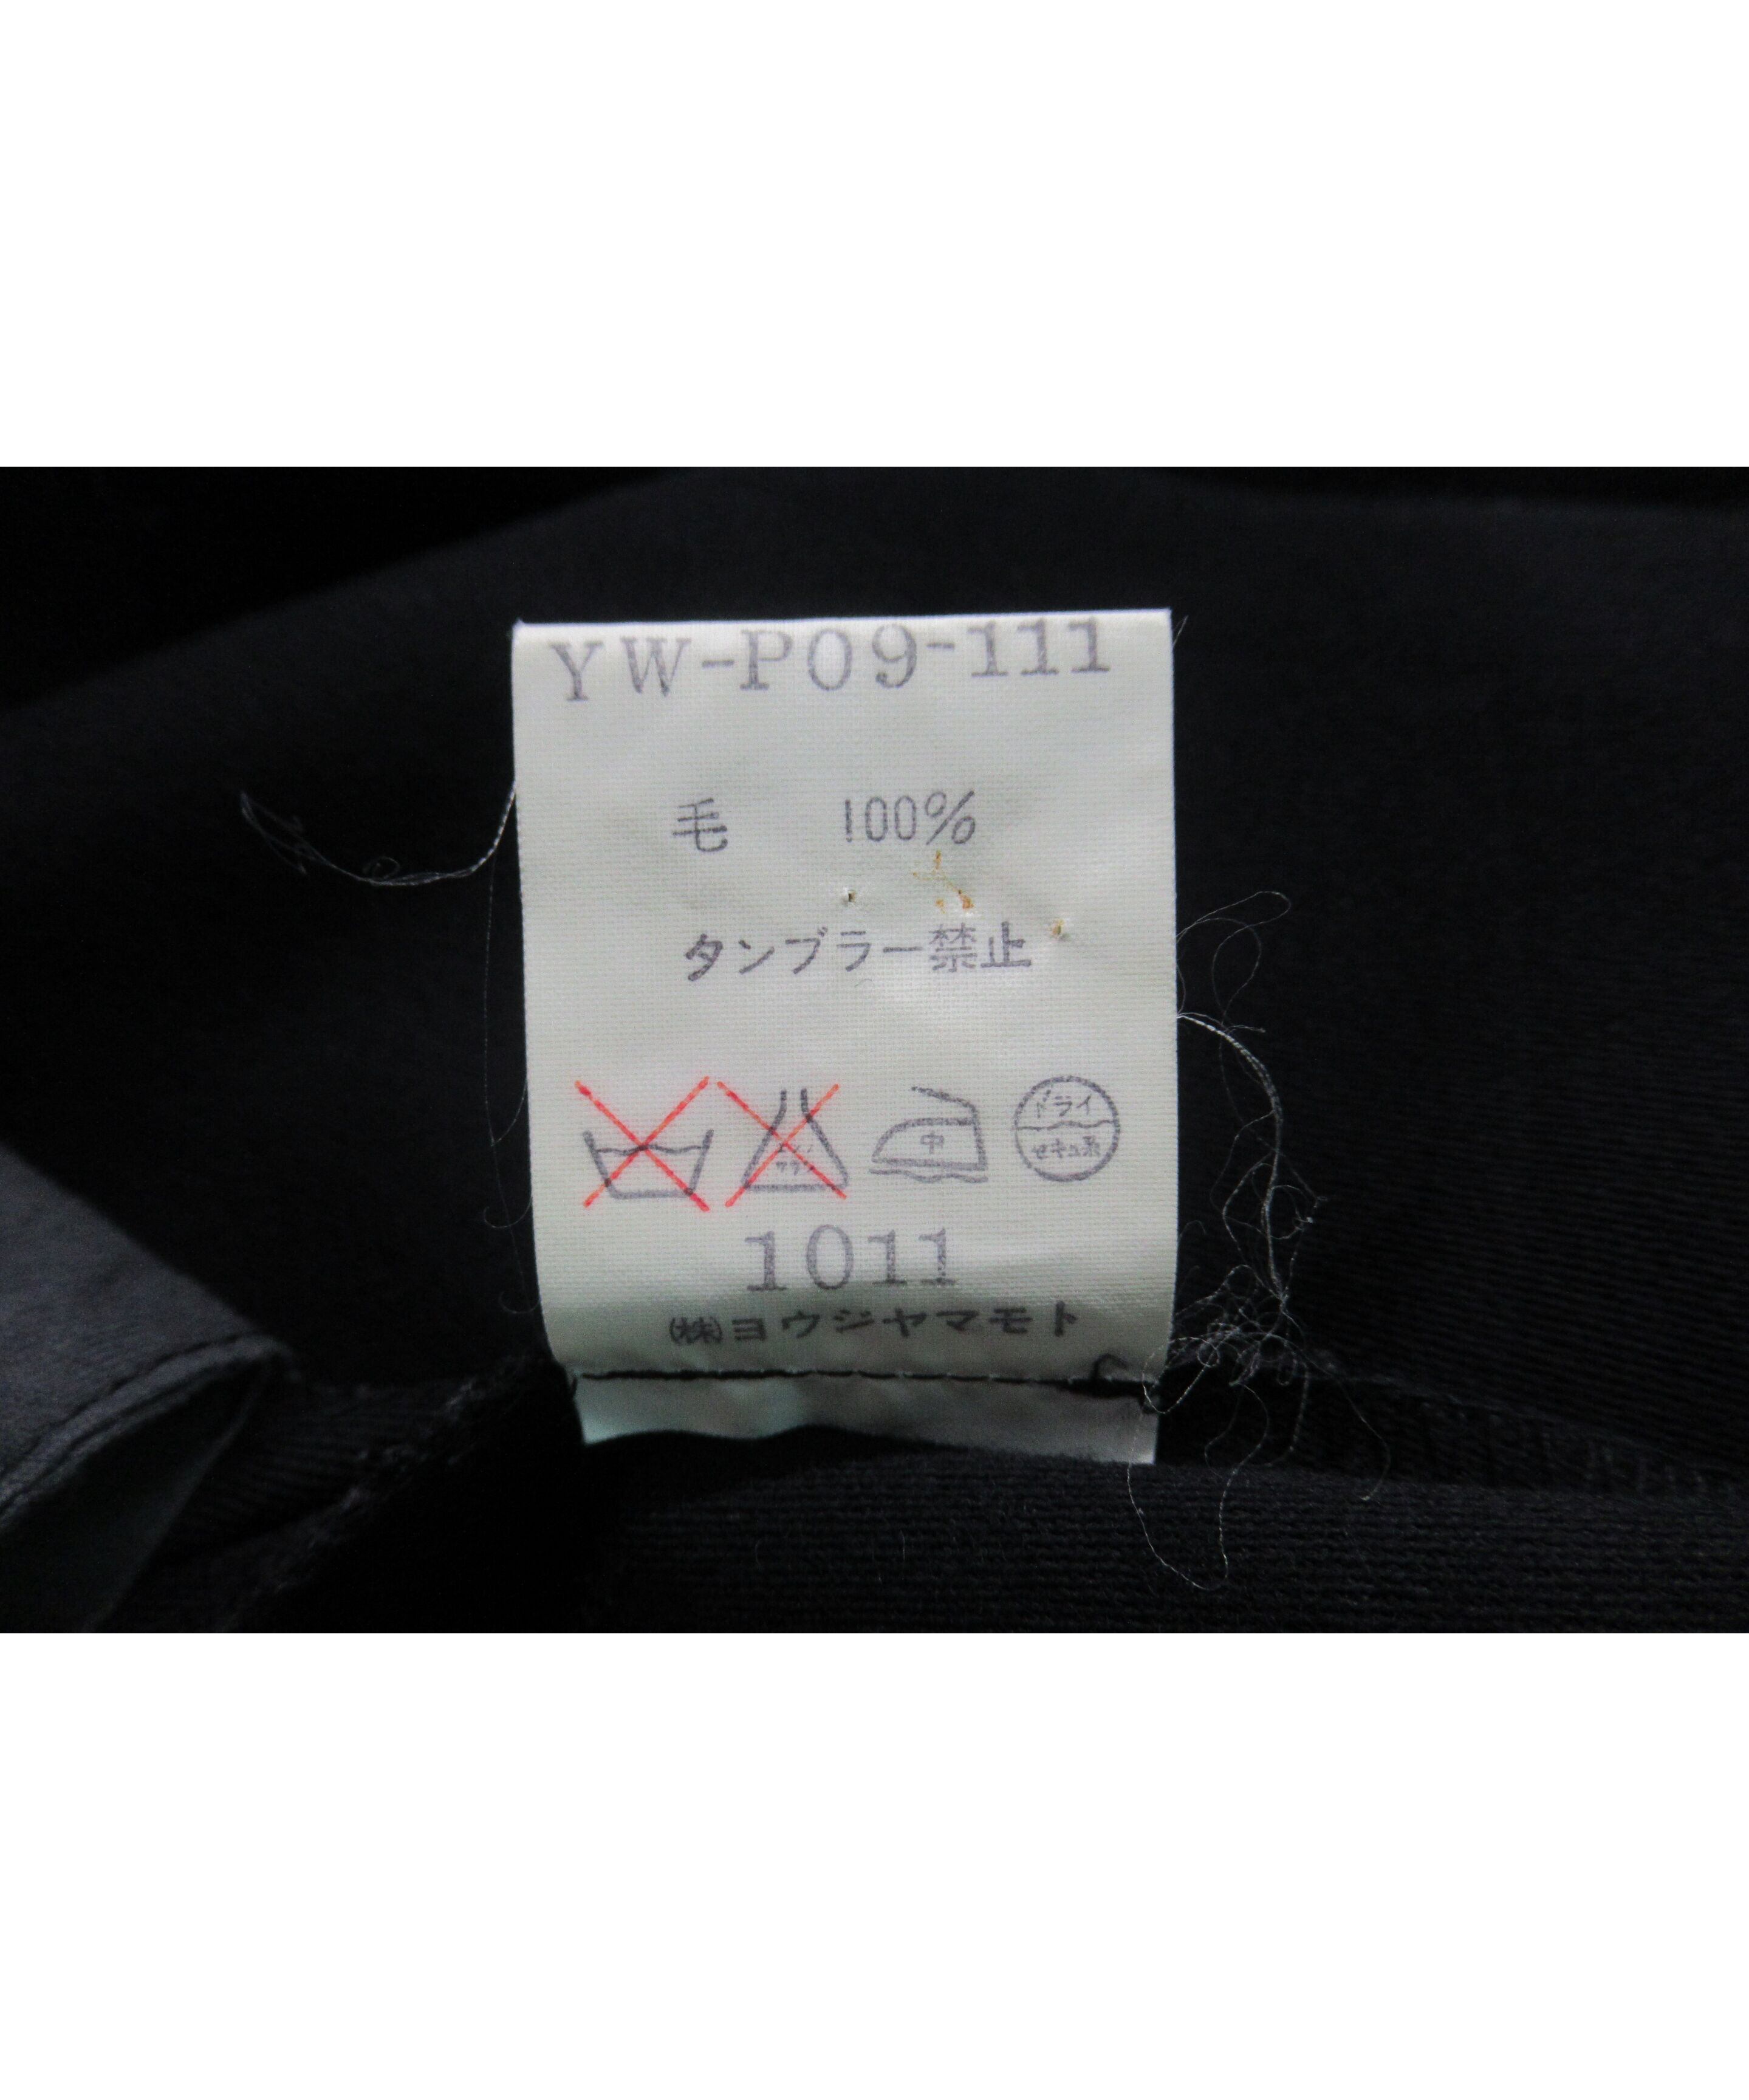 YW-P09-111
毛 100%
タンブラー禁止
中
ドライ
セキユ系
1011
㈱ヨウジヤマモト